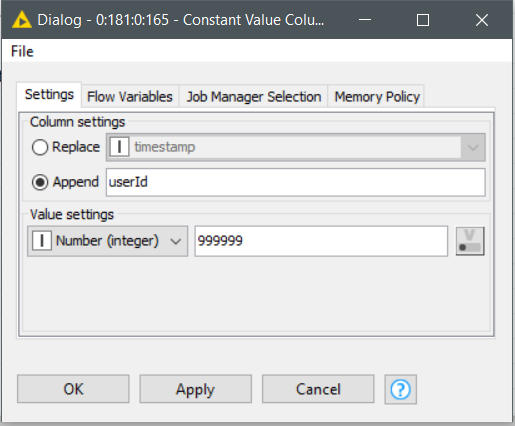 Dialog - 0:181:0:165 - Constant Value Colu...
File
Settings Flow Variables Job Manager Selection Memory Policy
Column settings
Replace I timestamp
Append userId
Value settings
I Number (integer) 999999 V
OK Apply Cancel ?